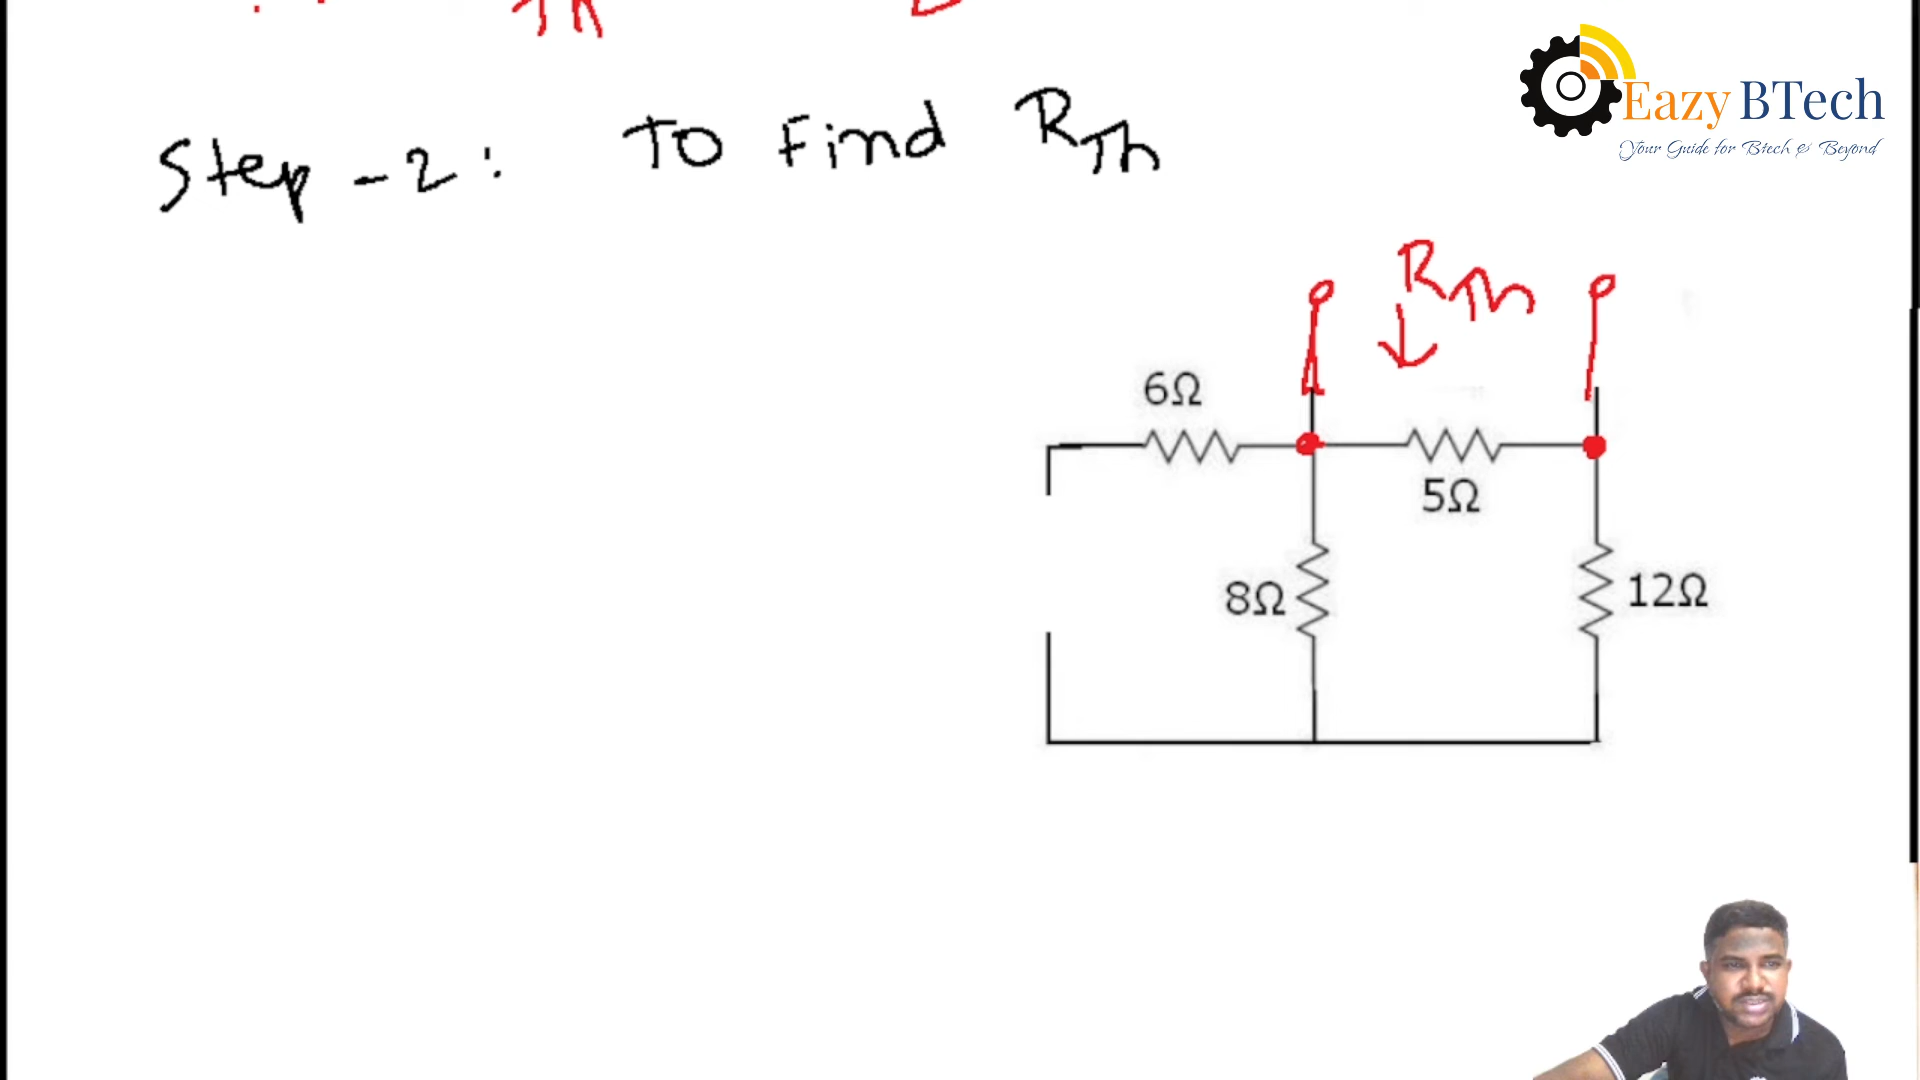 Eazy BTech
Your Guide for Btech & Beyond
Step -2: To Find RTh
RTh
6Ω
5Ω
8Ω
12Ω